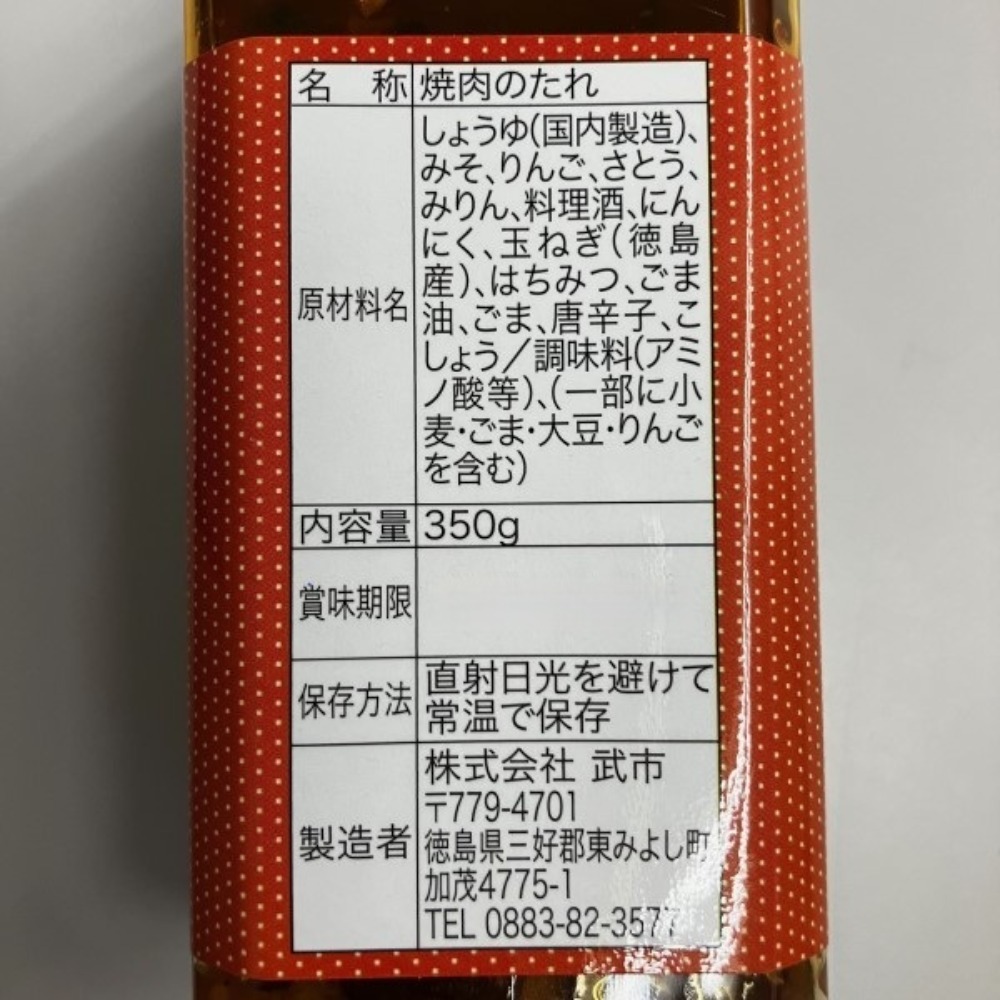 名 称 焼肉のたれ
原材料名
しょうゆ(国内製造)、
みそ、りんご、さとう、
みりん、料理酒、にん
にく、玉ねぎ(徳島
産)、はちみつ、ごま
油、ごま、唐辛子、こ
しょう/調味料(アミ
ノ酸等)、(一部に小
麦・ごま・大豆・りんご
を含む)
内容量 350g
賞味期限
保存方法
直射日光を避けて
常温で保存
製造者
株式会社 武市
〒779-4701
徳島県三好郡東みよし町
加茂4775-1
TEL 0883-82-3577